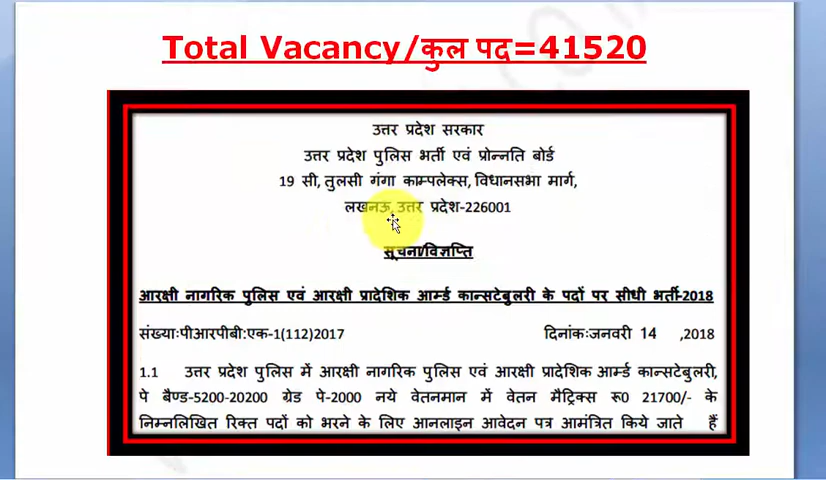 Total Vacancy/कुल पद=41520
उत्तर प्रदेश सरकार
उत्तर प्रदेश पुलिस भर्ती एवं प्रोन्नति बोर्ड
19 सी, तुलसी गंगा काम्पलेक्स, विधानसभा मार्ग,
लखनऊ, उत्तर प्रदेश-226001
सूचना/विज्ञप्ति
आरक्षी नागरिक पुलिस एवं आरक्षी प्रादेशिक आर्म्ड कान्सटेबुलरी के पदों पर सीधी भर्ती-2018
संख्याःपीआरपीबी:एक-1(112)2017 दिनांकःजनवरी 14 ,2018
1.1 उत्तर प्रदेश पुलिस में आरक्षी नागरिक पुलिस एवं आरक्षी प्रादेशिक आर्म्ड कान्सटेबुलरी,
पे बैण्ड-5200-20200 ग्रेड पे-2000 नये वेतनमान में वेतन मैट्रिक्स रू0 21700/- के
निम्नलिखित रिक्त पदों को भरने के लिए आनलाइन आवेदन पत्र आमंत्रित किये जाते हैं